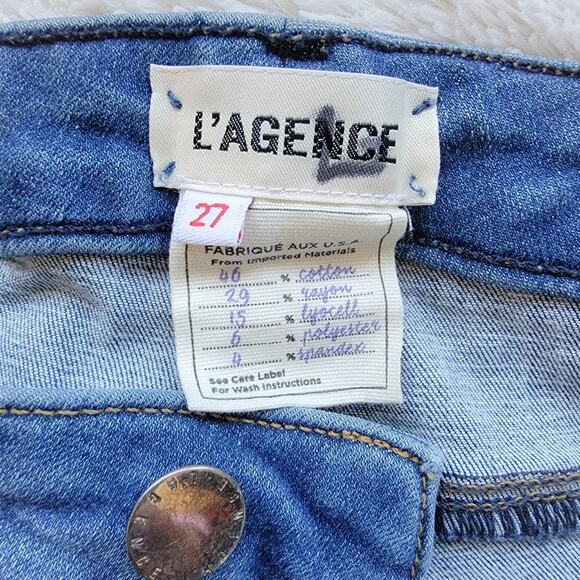 L'AGENCE
L
27
FABRIQUÉ AUX U.S.A
From Imported Materials
46 % cotton
29 % rayon
15 % lyocell
6 % polyester
4 % spandex
See Care Label
For Wash Instructions